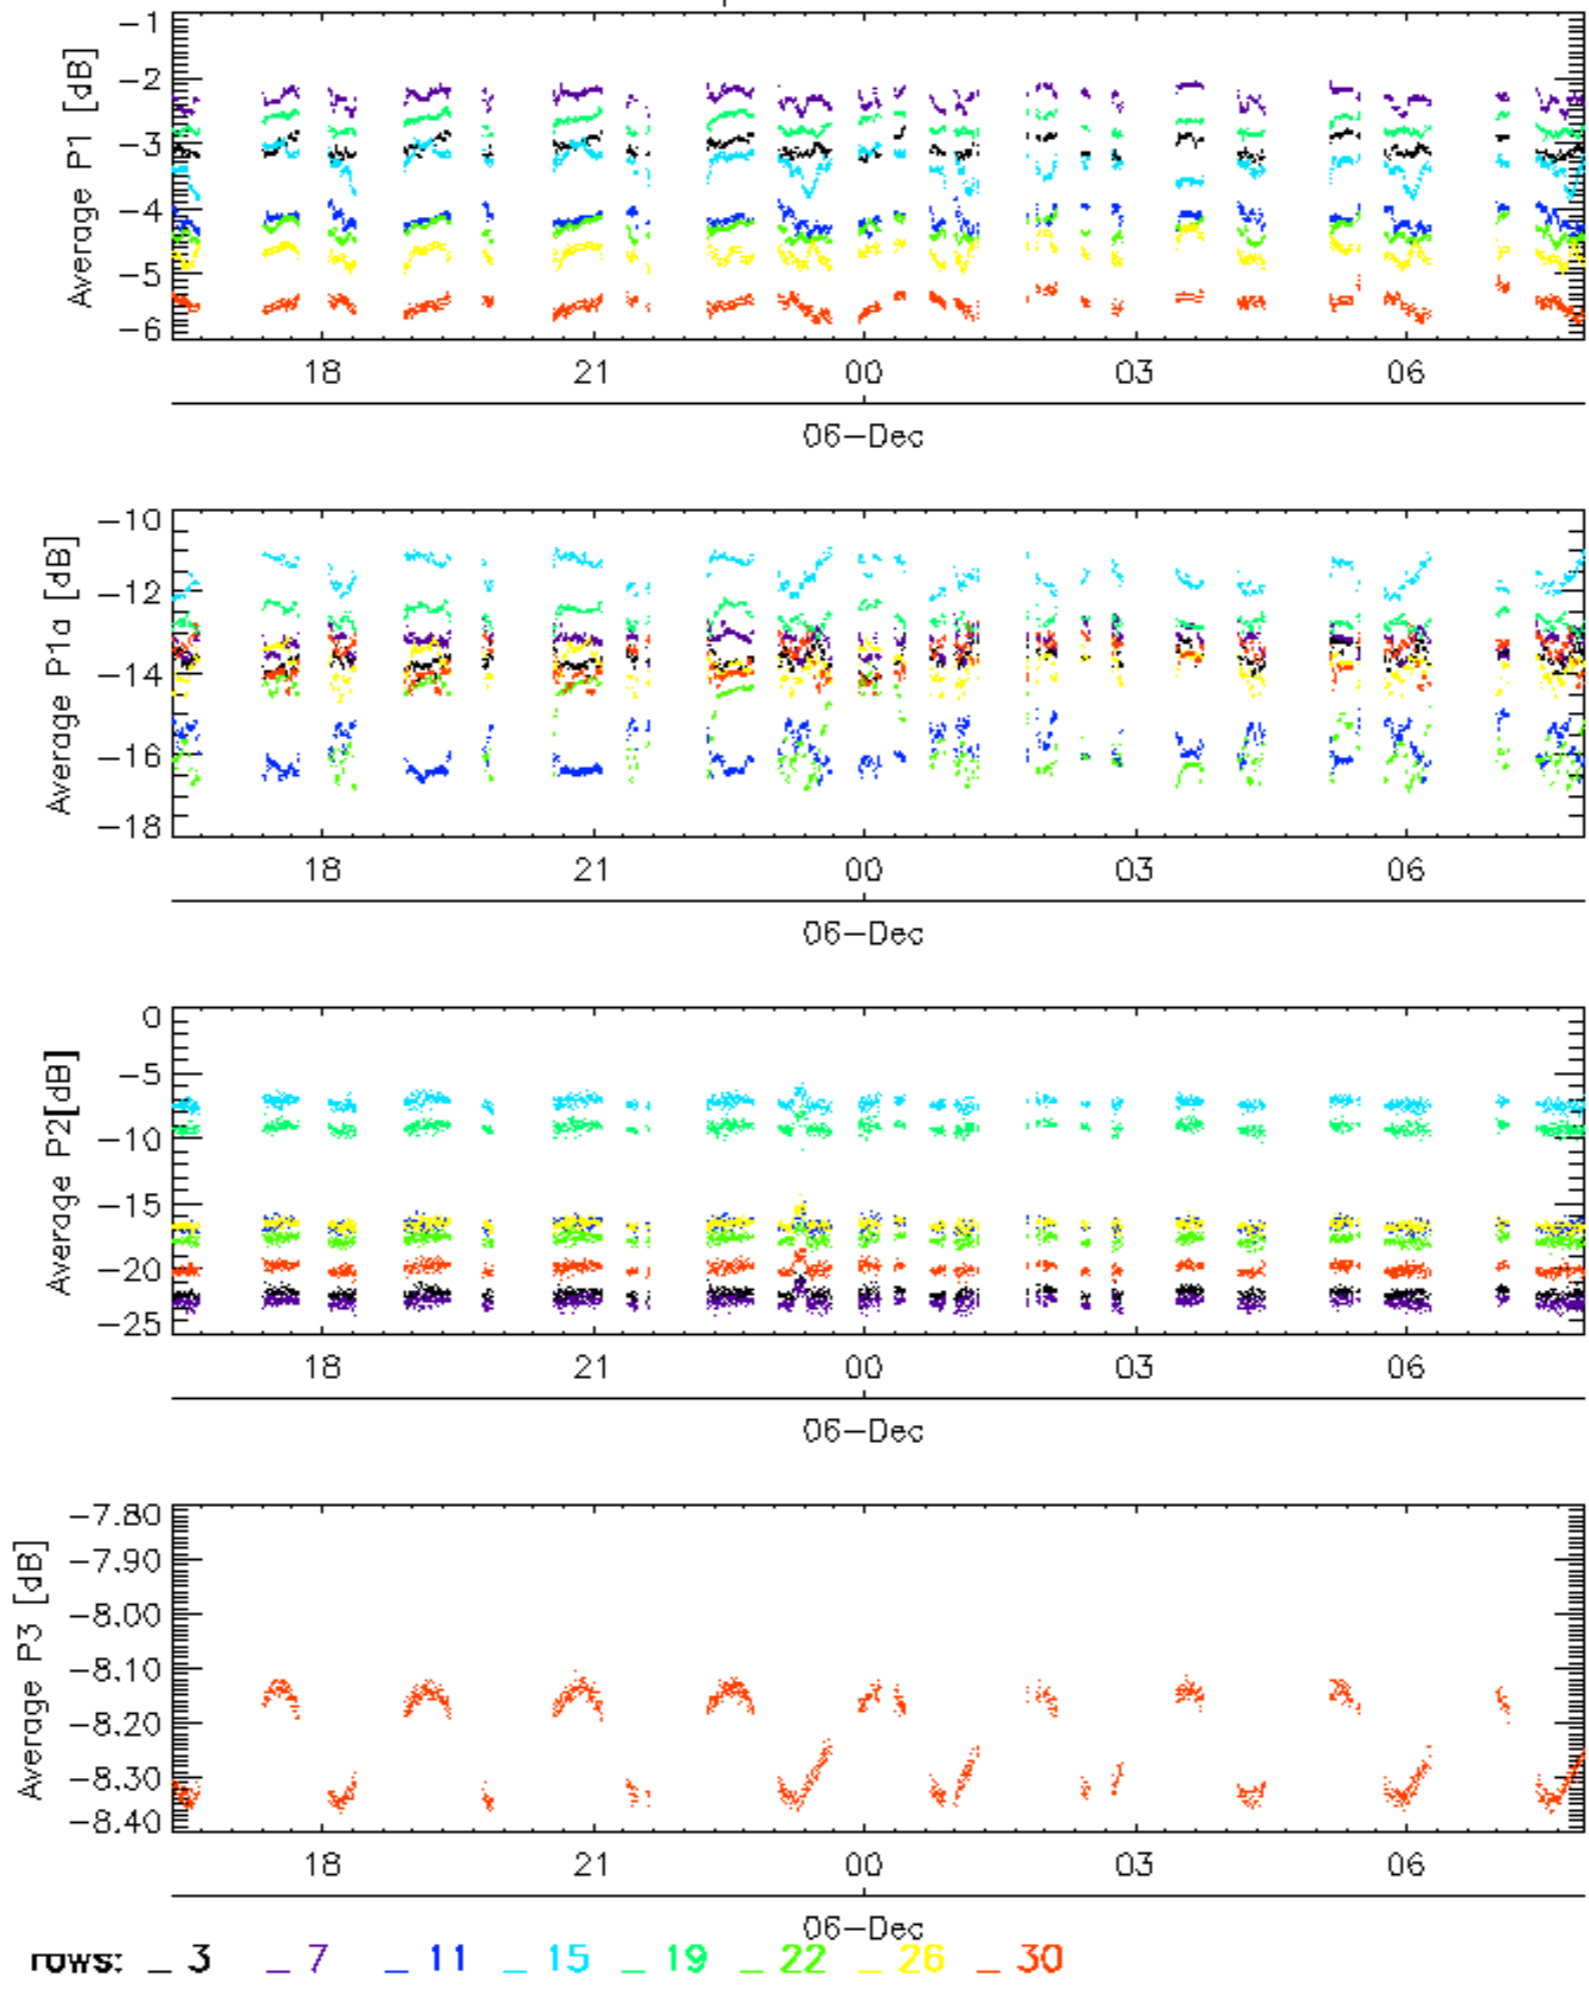 Average P1 [dB]
-1
-2
-3
-4
-5
-6
18 21 00 03 06
06-Dec
Average P1a [dB]
-10
-12
-14
-16
-18
18 21 00 03 06
06-Dec
Average P2[dB]
0
-5
-10
-15
-20
-25
18 21 00 03 06
06-Dec
Average P3 [dB]
-7.80
-7.90
-8.00
-8.10
-8.20
-8.30
-8.40
18 21 00 03 06
06-Dec
rows: _ 3 _ 7 _ 11 _ 15 _ 19 _ 22 _ 26 _ 30